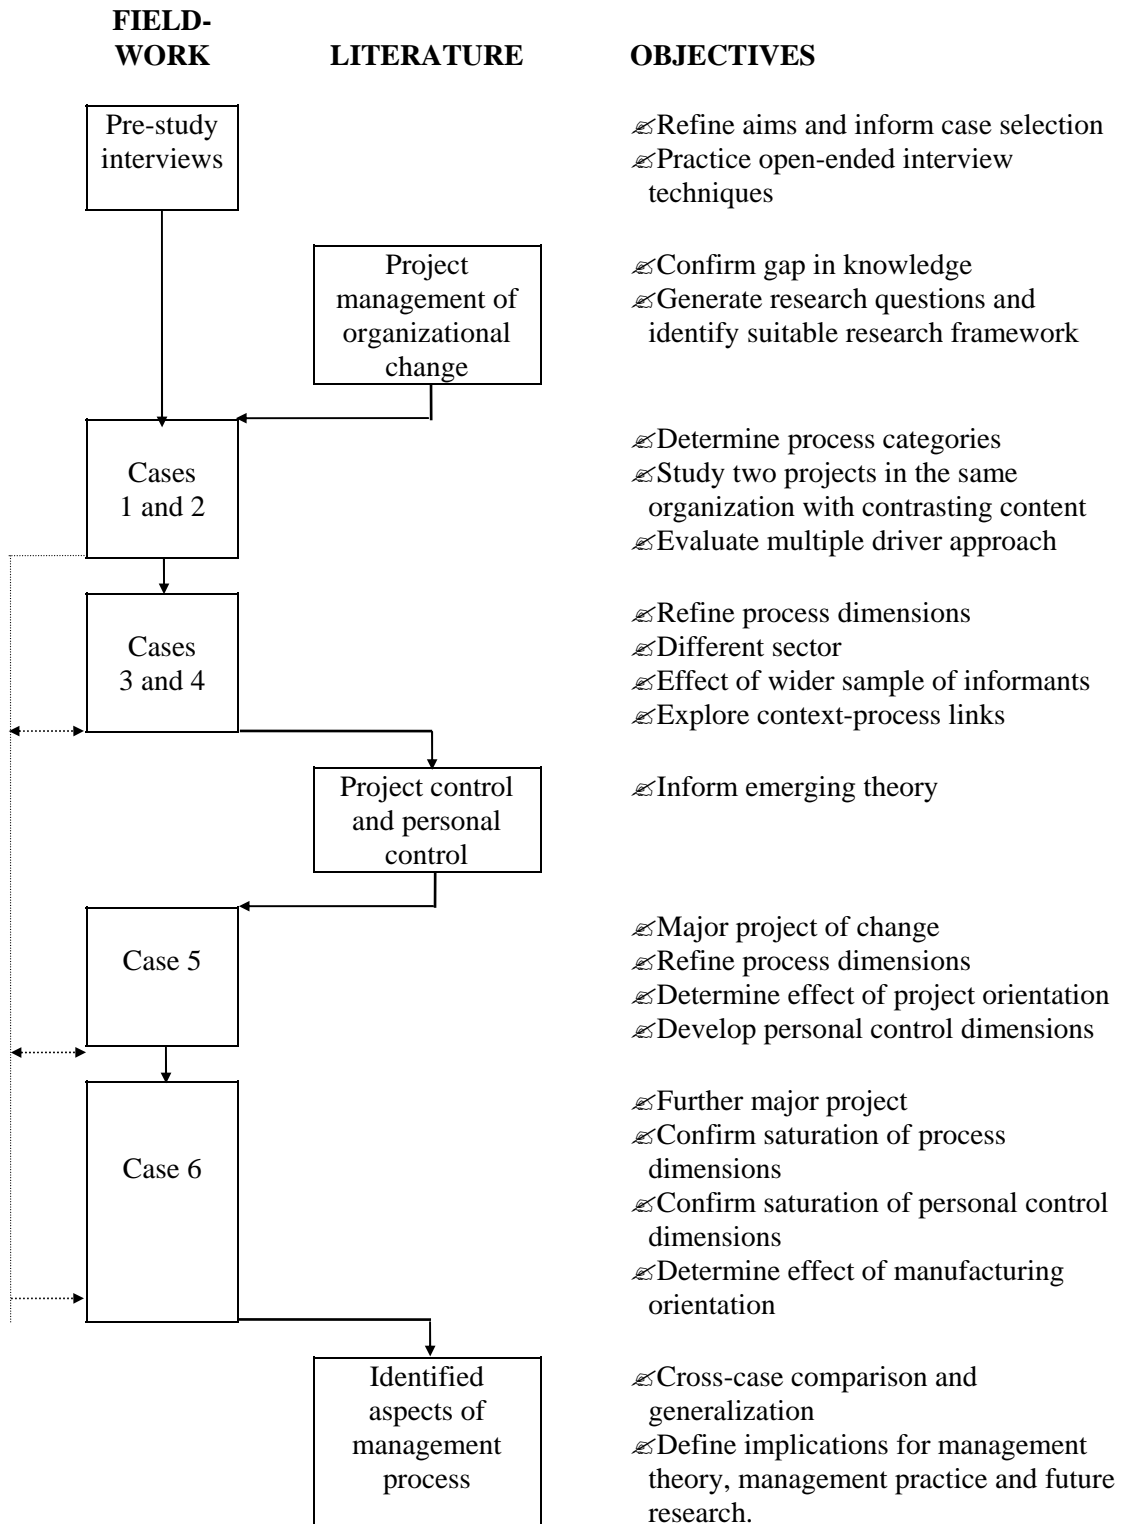 FIELD-
WORK
LITERATURE
OBJECTIVES
Pre-study
interviews
Refine aims and inform case selection
Practice open-ended interview
techniques
Project
management of
organizational
change
Confirm gap in knowledge
Generate research questions and
identify suitable research framework
Cases
1 and 2
Determine process categories
Study two projects in the same
organization with contrasting content
Evaluate multiple driver approach
Cases
3 and 4
Refine process dimensions
Different sector
Effect of wider sample of informants
Explore context-process links
Project control
and personal
control
Inform emerging theory
Case 5
Major project of change
Refine process dimensions
Determine effect of project orientation
Develop personal control dimensions
Case 6
Further major project
Confirm saturation of process
dimensions
Confirm saturation of personal control
dimensions
Determine effect of manufacturing
orientation
Identified
aspects of
management
process
Cross-case comparison and
generalization
Define implications for management
theory, management practice and future
research.